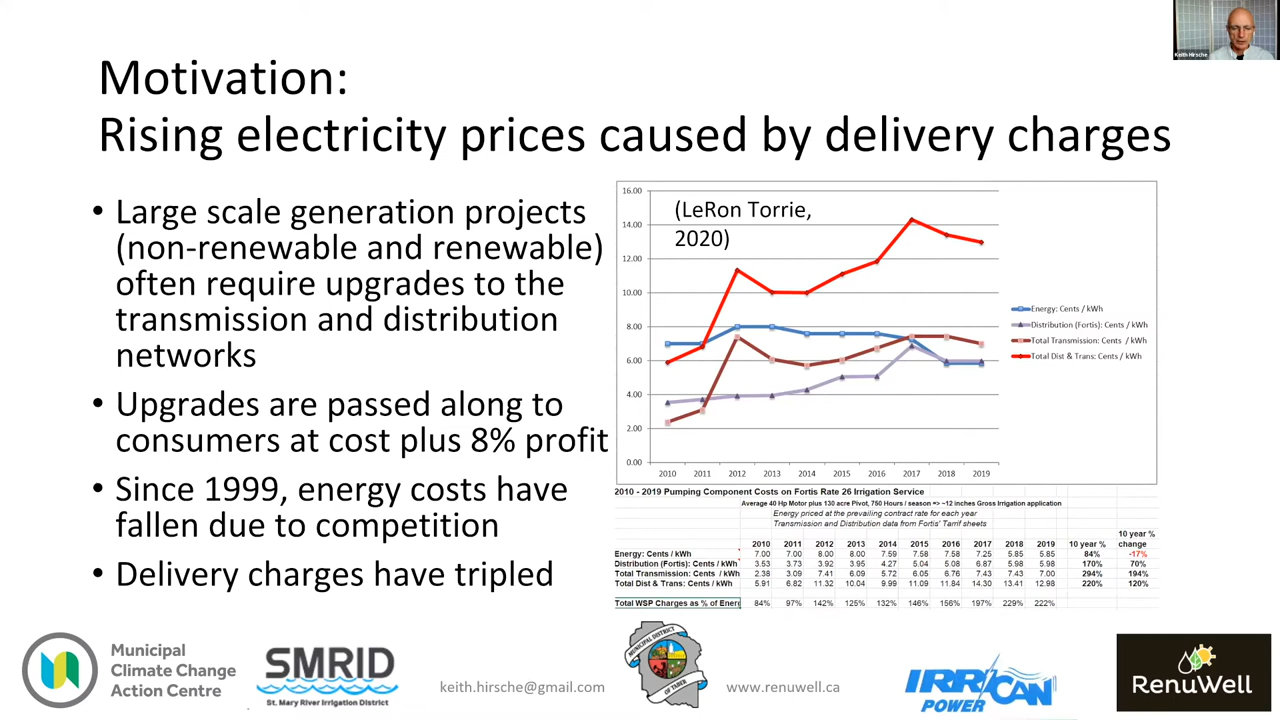 Keith Hirsche
Motivation:
Rising electricity prices caused by delivery charges
• Large scale generation projects
(non-renewable and renewable)
often require upgrades to the
transmission and distribution
networks
• Upgrades are passed along to
consumers at cost plus 8% profit
• Since 1999, energy costs have
fallen due to competition
• Delivery charges have tripled
(LeRon Torrie,
2020)
16.00
14.00
12.00
10.00
8.00
6.00
4.00
2.00
0.00
2010 2011 2012 2013 2014 2015 2016 2017 2018 2019
Energy: Cents / kWh
Distribution (Fortis): Cents / kWh
Total Transmission: Cents / kWh
Total Dist & Trans: Cents / kWh
2010 - 2019 Pumping Component Costs on Fortis Rate 26 Irrigation Service
Average 40 Hp Motor plus 130 acre Pivot, 750 Hours / season => ~12 inches Gross Irrigation application
Energy priced at the prevailing contract rate for each year
Transmission and Distribution data from Fortis' Tarrif sheets
10 year %
2010 2011 2012 2013 2014 2015 2016 2017 2018 2019 10 year % change
Energy: Cents / kWh 7.00 7.00 8.00 8.00 7.59 7.58 7.58 7.25 5.85 5.85 84% -17%
Distribution (Fortis): Cents / kWh 3.53 3.73 3.92 3.95 4.27 5.04 5.08 6.87 5.98 5.98 170% 70%
Total Transmission: Cents / kWh 2.38 3.09 7.41 6.09 5.72 6.05 6.76 7.43 7.43 7.00 294% 194%
Total Dist & Trans: Cents / kWh 5.91 6.82 11.32 10.04 9.99 11.09 11.84 14.30 13.41 12.98 220% 120%
Total WSP Charges as % of Energ 84% 97% 142% 125% 132% 146% 156% 197% 229% 222%
Municipal
Climate Change
Action Centre
SMRID
St. Mary River Irrigation District
keith.hirsche@gmail.com
MUNICIPAL DISTRICT
OF TABER
www.renuwell.ca
IRRICAN
POWER
RenuWell